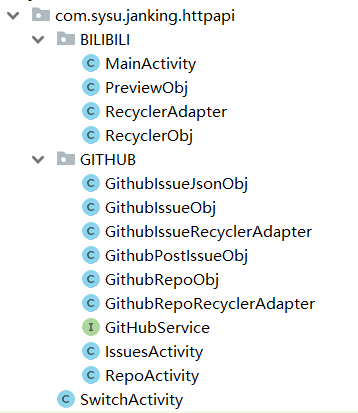 com.sysu.janking.httpapi
BILIBILI
C MainActivity
C PreviewObj
C RecyclerAdapter
C RecyclerObj
GITHUB
C GithubIssueJsonObj
C GithubIssueObj
C GithubIssueRecyclerAdapter
C GithubPostIssueObj
C GithubRepoObj
C GithubRepoRecyclerAdapter
I GitHubService
C IssuesActivity
C RepoActivity
C SwitchActivity